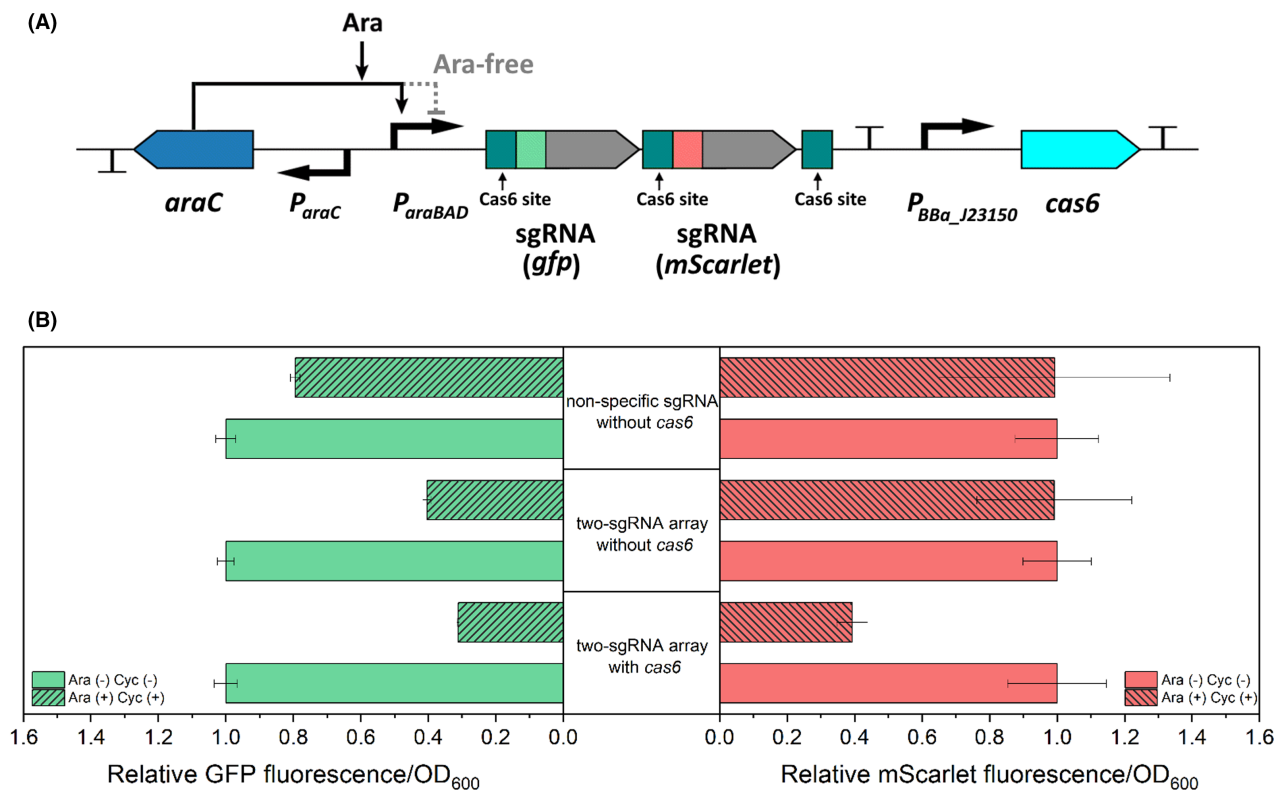 (A)
Ara
Ara-free
araC
ParaC
ParaBAD
Cas6 site
Cas6 site
Cas6 site
sgRNA
(gfp)
sgRNA
(mScarlet)
PBBa_J23150
cas6
(B)
non-specific sgRNA
without cas6
two-sgRNA array
without cas6
two-sgRNA array
with cas6
Ara (-) Cyc (-)
Ara (+) Cyc (+)
Ara (-) Cyc (-)
Ara (+) Cyc (+)
1.6 1.4 1.2 1.0 0.8 0.6 0.4 0.2 0.0
0.0 0.2 0.4 0.6 0.8 1.0 1.2 1.4 1.6
Relative GFP fluorescence/OD600
Relative mScarlet fluorescence/OD600